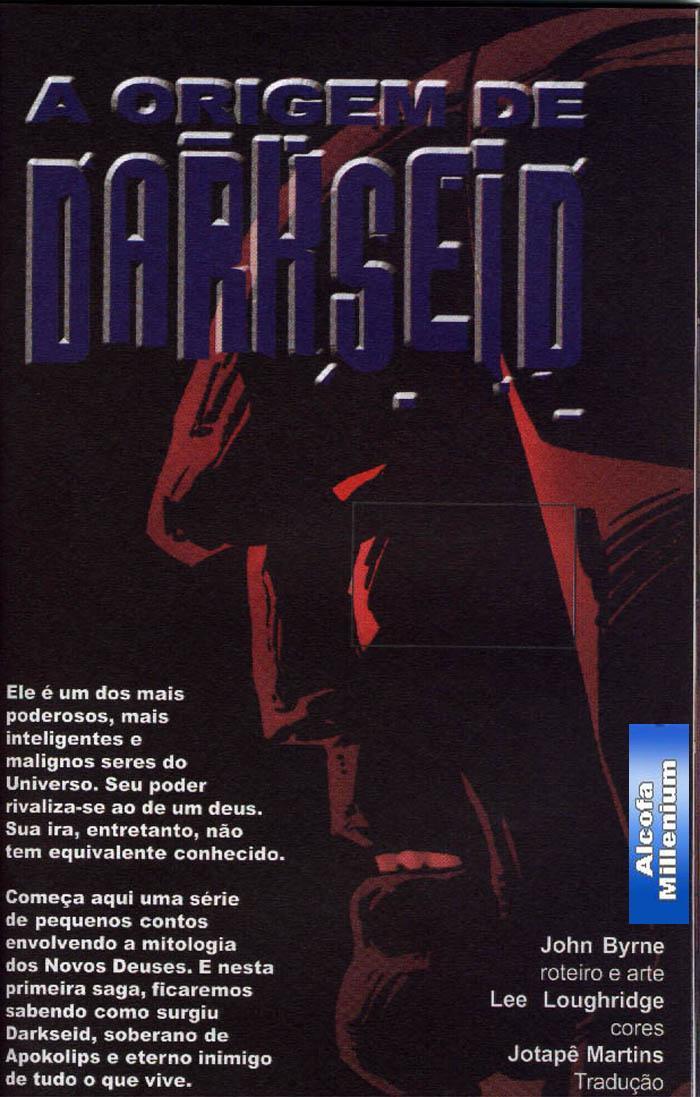 A ORIGEM DE
DARKSEID
Ele é um dos mais
poderosos, mais
inteligentes e
malignos seres do
Universo. Seu poder
rivaliza-se ao de um deus.
Sua ira, entretanto, não
tem equivalente conhecido.
Começa aqui uma série
de pequenos contos
envolvendo a mitologia
dos Novos Deuses. E nesta
primeira saga, ficaremos
sabendo como surgiu
Darkseid, soberano de
Apokolips e eterno inimigo
de tudo o que vive.
Alcofa
Millenium
John Byrne
roteiro e arte
Lee Loughridge
cores
Jotapê Martins
Tradução